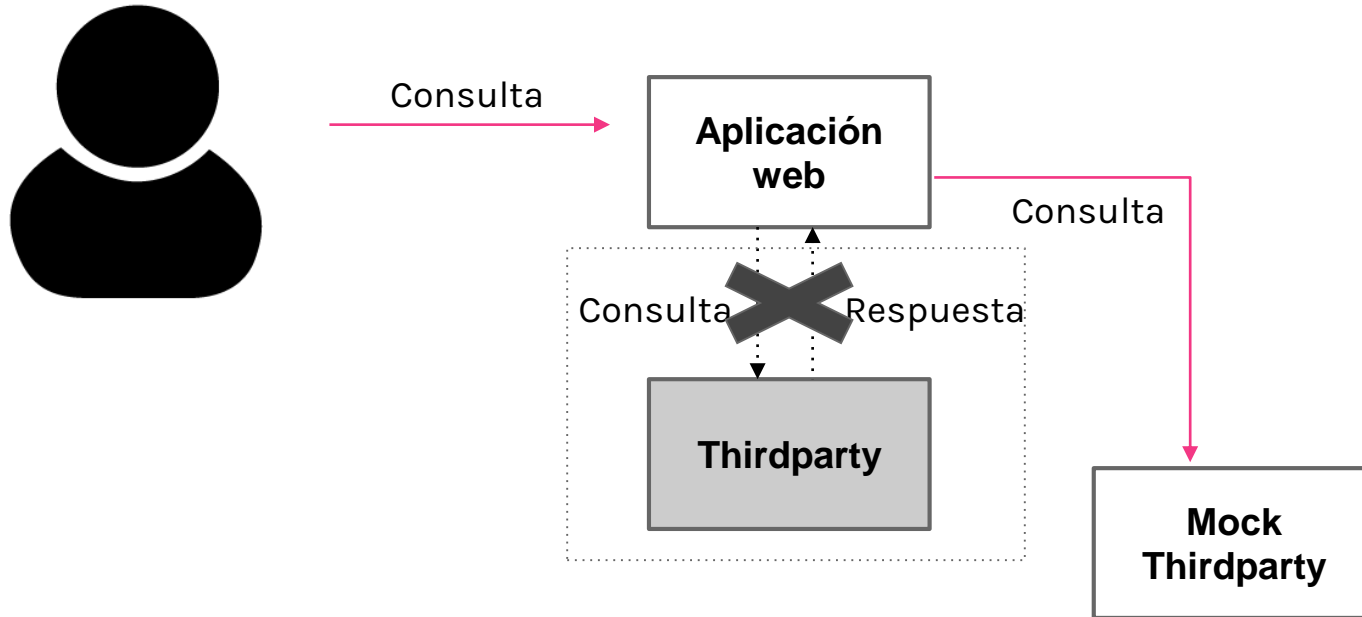 Consulta
Aplicación
web
Consulta
Consulta
Respuesta
Thirdparty
Mock
Thirdparty